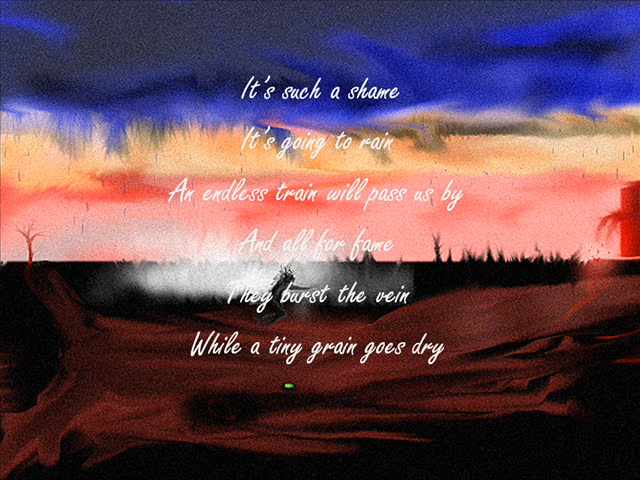 It's such a shame
It's going to rain
An endless train will pass us by
And all for fame
They burst the vein
While a tiny grain goes dry